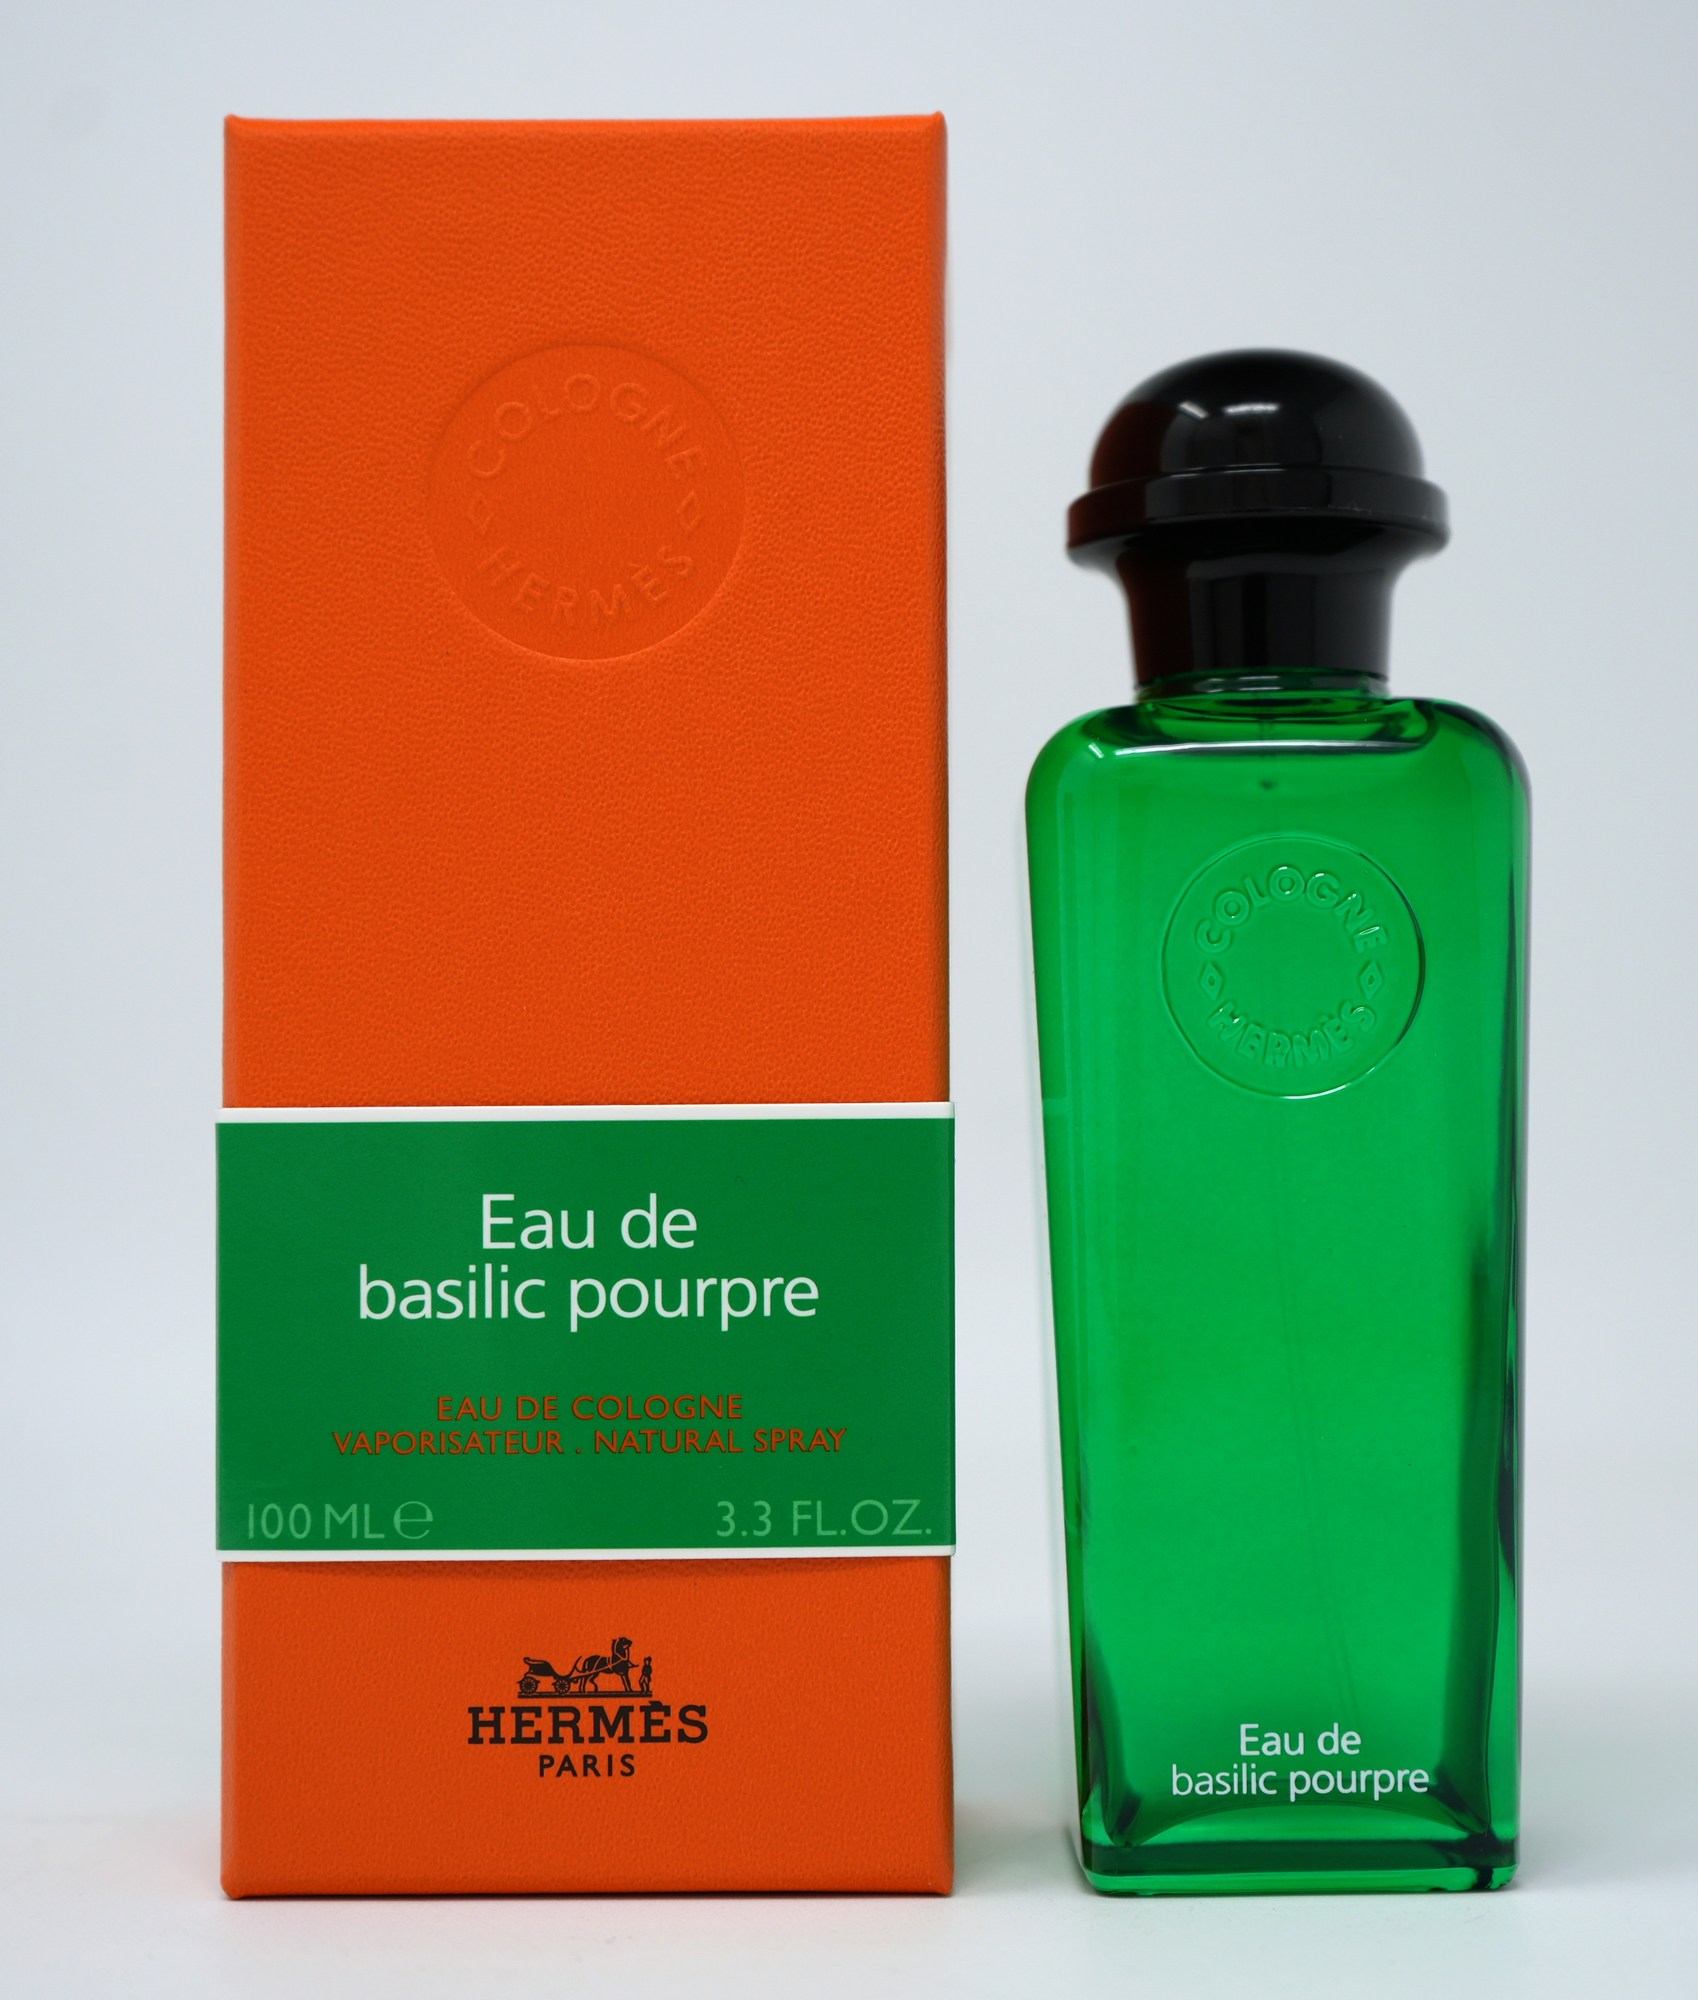 COLOGNE
HERMÈS
Eau de
basilic pourpre
EAU DE COLOGNE
VAPORISATEUR . NATURAL SPRAY
100 ML ℮ 3.3 FL.OZ.
HERMÈS
PARIS
COLOGNE
HERMÈS
Eau de
basilic pourpre